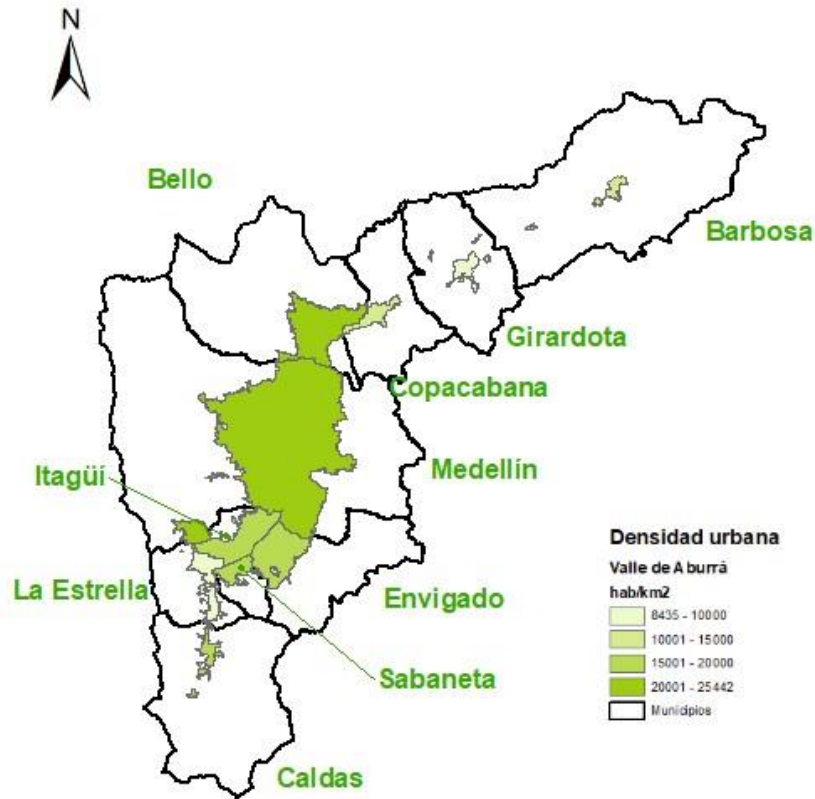 N
Bello
Barbosa
Girardota
Copacabana
Itagüí
Medellín
La Estrella
Envigado
Sabaneta
Caldas
Densidad urbana
Valle de Aburrá
hab/km2
8435 - 10000
10001 - 15000
15001 - 20000
20001 - 25442
Municipios